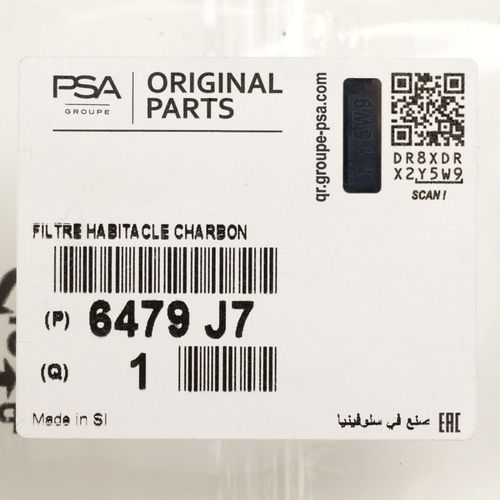 PSA
GROUPE
ORIGINAL
PARTS
qr.groupe-psa.com
Y5W9
DR8XDR
X2Y5W9
SCAN!
FILTRE HABITACLE CHARBON
(P) 6479 J7
(Q) 1
Made in SI
صنع في سلوفينيا
EAC